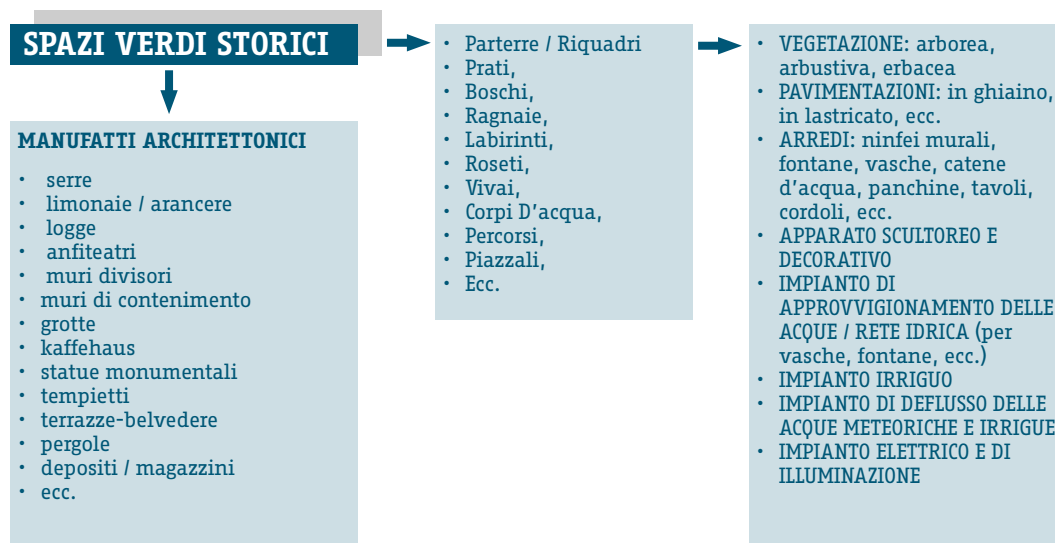 SPAZI VERDI STORICI
MANUFATTI ARCHITETTONICI
• serre
• limonaie / arancere
• logge
• anfiteatri
• muri divisori
• muri di contenimento
• grotte
• kaffehaus
• statue monumentali
• tempietti
• terrazze-belvedere
• pergole
• depositi / magazzini
• ecc.
• Parterre / Riquadri
• Prati,
• Boschi,
• Ragnaie,
• Labirinti,
• Roseti,
• Vivai,
• Corpi D’acqua,
• Percorsi,
• Piazzali,
• Ecc.
• VEGETAZIONE: arborea,
arbustiva, erbacea
• PAVIMENTAZIONI: in ghiaino,
in lastricato, ecc.
• ARREDI: ninfei murali,
fontane, vasche, catene
d’acqua, panchine, tavoli,
cordoli, ecc.
• APPARATO SCULTOREO E
DECORATIVO
• IMPIANTO DI
APPROVVIGIONAMENTO DELLE
ACQUE / RETE IDRICA (per
vasche, fontane, ecc.)
• IMPIANTO IRRIGUO
• IMPIANTO DI DEFLUSSO DELLE
ACQUE METEORICHE E IRRIGUE
• IMPIANTO ELETTRICO E DI
ILLUMINAZIONE